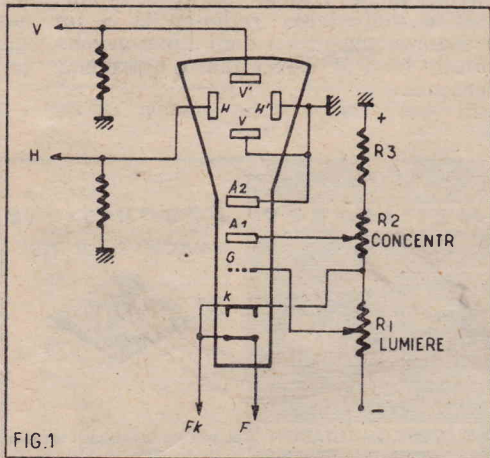 V
V'
H
H'
V
+
R3
H
A2
A1
R2
CONCENTR
G
K
R1
LUMIERE
Fk
F
-
FIG.1